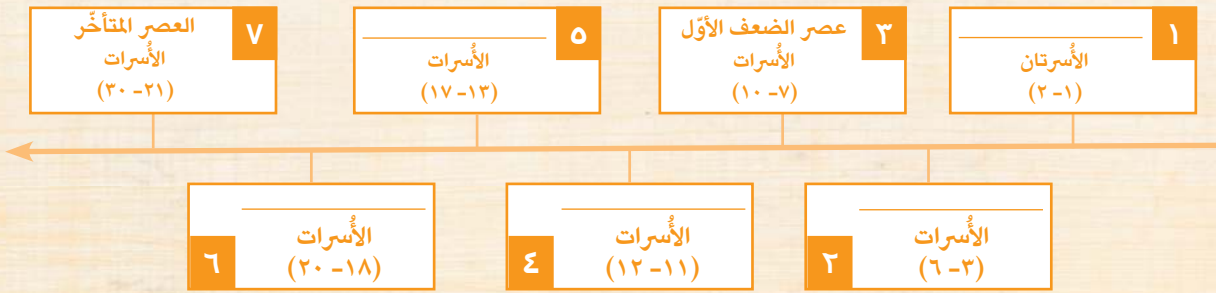 ١
الأُسرتان
(١-٢)
٢
الأُسرات
(٣-٦)
٣
عصر الضعف الأوّل
الأُسرات
(٧-١٠)
٤
الأُسرات
(١١-١٢)
٥
الأُسرات
(١٣-١٧)
٦
الأُسرات
(١٨-٢٠)
٧
العصر المتأخّر
الأُسرات
(٢١-٣٠)